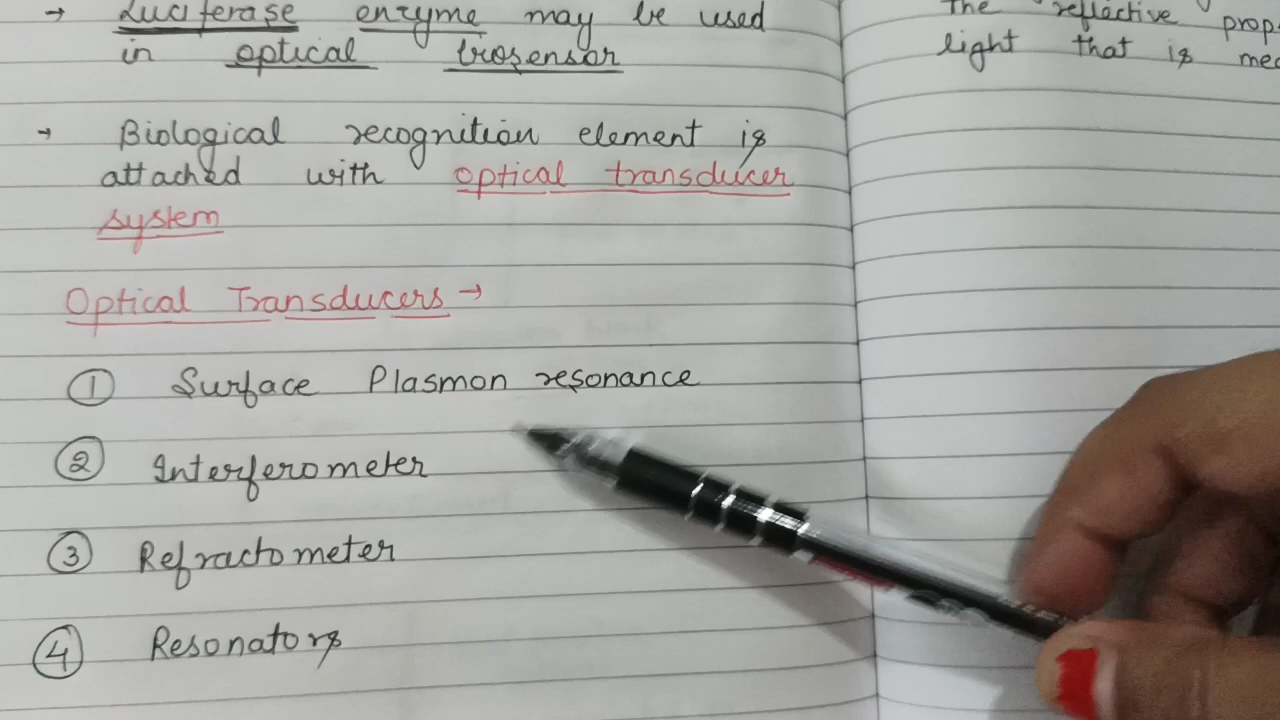 → Luciferase enzyme may be used
in optical biosensor
→ Biological recognition element is
attached with optical transducer
system
Optical Transducers →
① Surface Plasmon resonance
② Interferometer
③ Refractometer
④ Resonators
The reflective prop
light that is mea